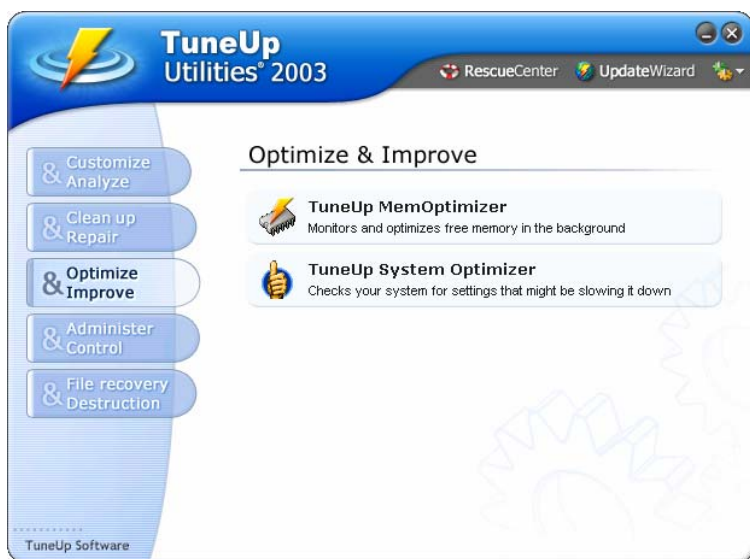 TuneUp
Utilities® 2003
RescueCenter
UpdateWizard
Optimize & Improve
& Customize
Analyze
& Clean up
Repair
& Optimize
Improve
& Administer
Control
& File recovery
Destruction
TuneUp MemOptimizer
Monitors and optimizes free memory in the background
TuneUp System Optimizer
Checks your system for settings that might be slowing it down
TuneUp Software